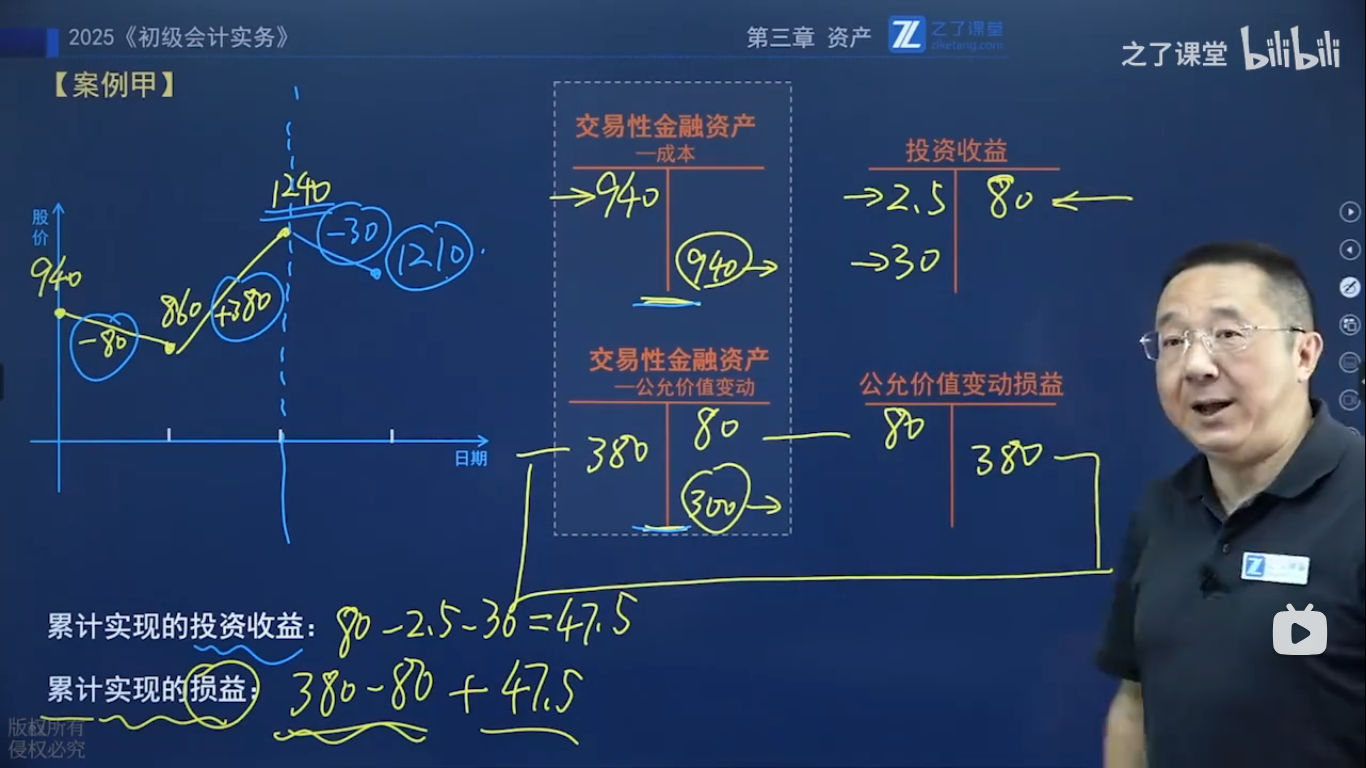 2025《初级会计实务》
第三章 资产
之了课堂
zlketang.com
之了课堂 bilibili
【案例甲】
股价
日期
940
-80
860
+380
1240
-30
1210
交易性金融资产
—成本
940
940
投资收益
2.5
80
30
交易性金融资产
—公允价值变动
380
80
300
公允价值变动损益
80
380
累计实现的投资收益：80-2.5-30=47.5
累计实现的损益：380-80+47.5
版权所有
侵权必究
之了课堂